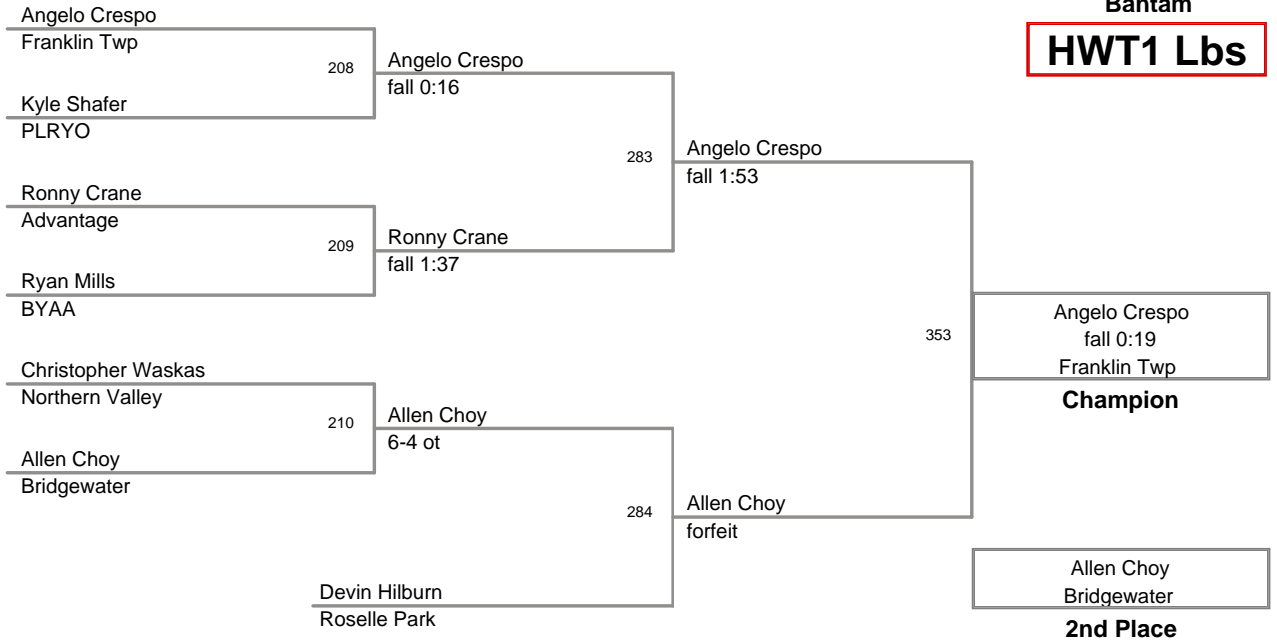 Bantam
HWT1 Lbs
Angelo Crespo
Franklin Twp
208
Angelo Crespo
fall 0:16
Kyle Shafer
PLRYO
283
Angelo Crespo
fall 1:53
Ronny Crane
Advantage
209
Ronny Crane
fall 1:37
Ryan Mills
BYAA
353
Angelo Crespo
fall 0:19
Franklin Twp
Champion
Christopher Waskas
Northern Valley
210
Allen Choy
6-4 ot
Allen Choy
Bridgewater
284
Allen Choy
forfeit
Devin Hilburn
Roselle Park
Allen Choy
Bridgewater
2nd Place